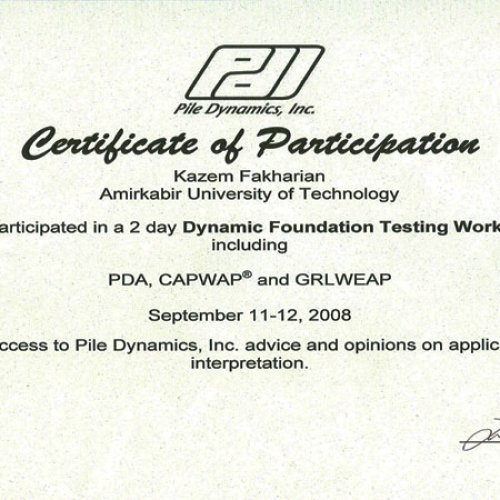 PDI
Pile Dynamics, Inc.
Certificate of Participation
Kazem Fakharian
Amirkabir University of Technology
articipated in a 2 day Dynamic Foundation Testing Work
including
PDA, CAPWAP® and GRLWEAP
September 11-12, 2008
ccess to Pile Dynamics, Inc. advice and opinions on applic
interpretation.